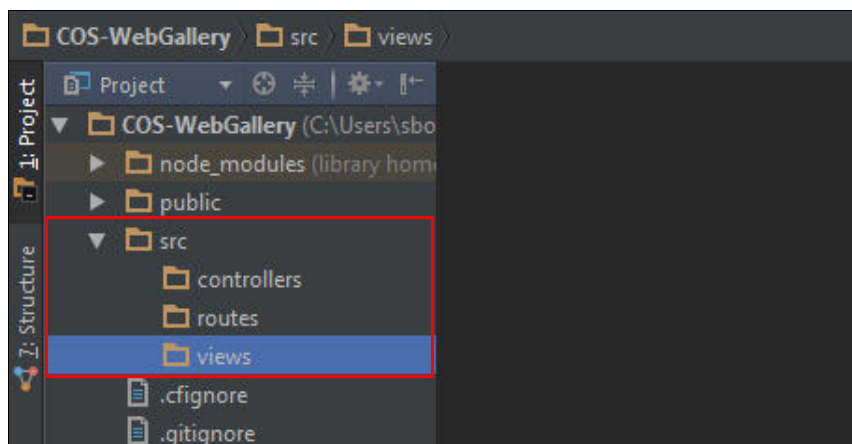 COS-WebGallery src views
1: Project
Project
COS-WebGallery (C:\Users\sbo
node_modules (library hom
public
src
controllers
routes
views
7: Structure
.cfignore
.gitignore